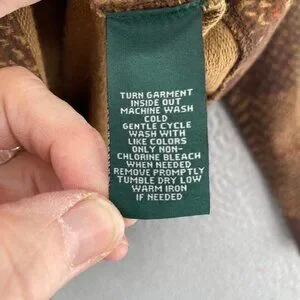 TURN GARMENT
INSIDE OUT
MACHINE WASH
COLD
GENTLE CYCLE
WASH WITH
LIKE COLORS
ONLY NON-
CHLORINE BLEACH
WHEN NEEDED
REMOVE PROMPTLY
TUMBLE DRY LOW
WARM IRON
IF NEEDED